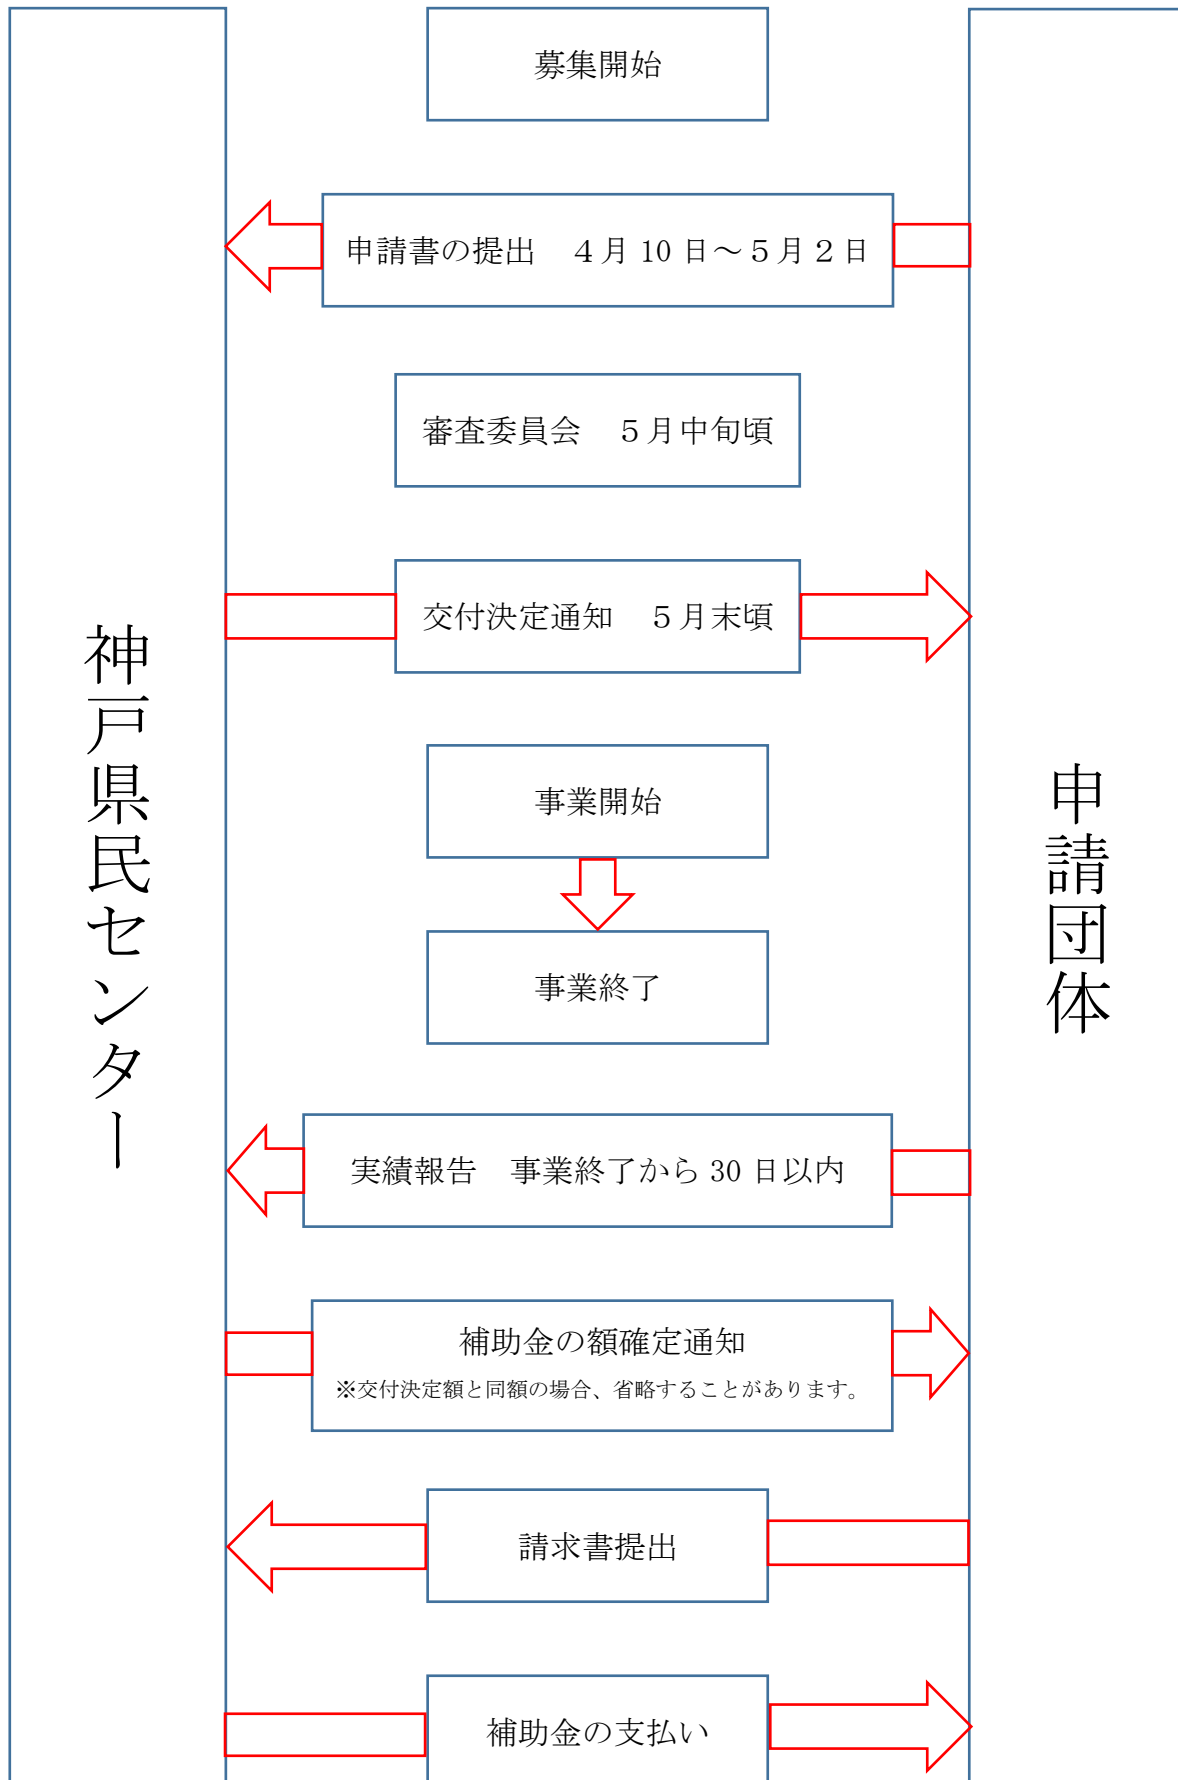 募集開始
申請書の提出　４月 10 日～５月２日
審査委員会　５月中旬頃
交付決定通知　５月末頃
神戸県民センター
事業開始
申請団体
事業終了
実績報告　事業終了から 30 日以内
補助金の額確定通知
※交付決定額と同額の場合、省略することがあります。
請求書提出
補助金の支払い